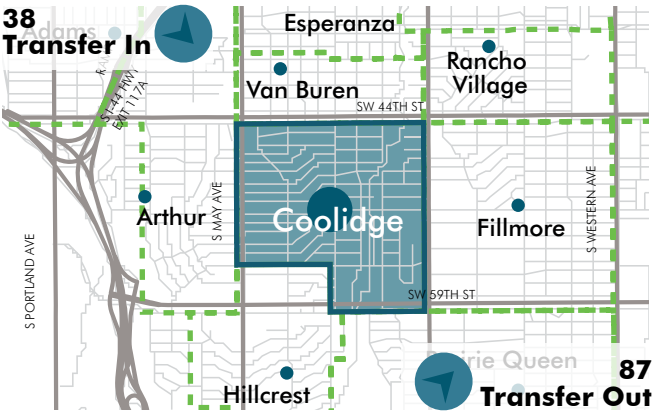 38
Transfer In
Adams
Esperanza
Rancho
Village
Van Buren
SW 44TH ST
S I-44 HWY
EXIT 117A
Arthur
S MAY AVE
Coolidge
Fillmore
S WESTERN AVE
S PORTLAND AVE
SW 59TH ST
Hillcrest
Prairie Queen
87
Transfer Out